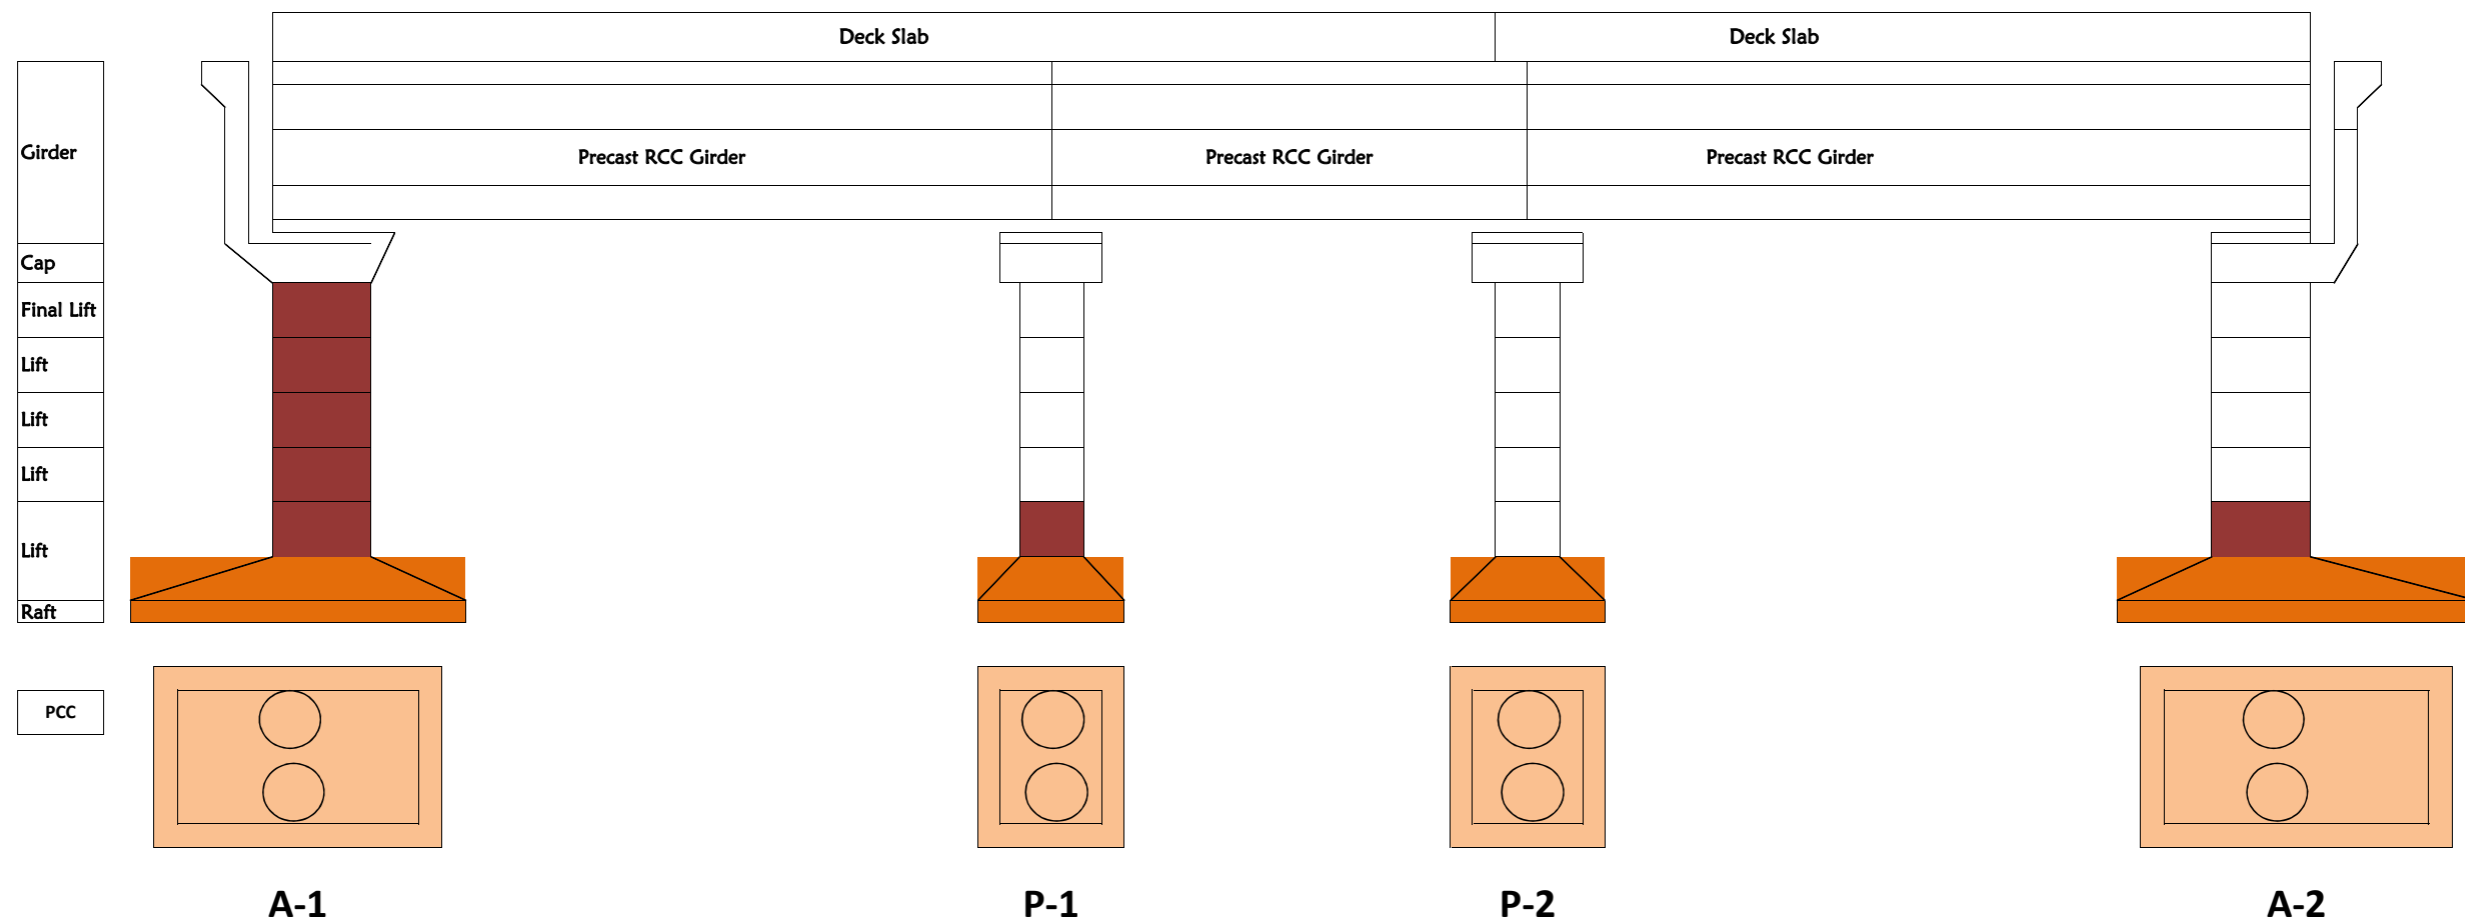 Deck Slab
Deck Slab
Girder
Precast RCC Girder
Precast RCC Girder
Precast RCC Girder
Cap
Final Lift
Lift
Lift
Lift
Lift
Raft
PCC
A-1
P-1
P-2
A-2